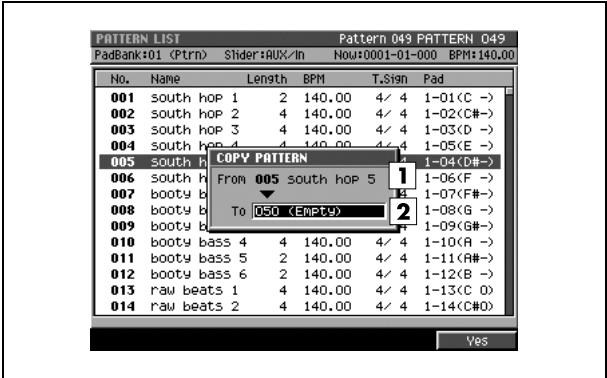 PATTERN LIST Pattern 049 PATTERN 049
PadBank:01 (Ptrn) Slider:AUX/In Now:0001-01-000 BPM:140.00
No. Name Length BPM T.Sign Pad
001 south hop 1 2 140.00 4/ 4 1-01(C -)
002 south hop 2 4 140.00 4/ 4 1-02(C#-)
003 south hop 3 4 140.00 4/ 4 1-03(D -)
004 south hop 4 4 140.00 4/ 4 1-05(E -)
005 south h 4 1-04(D#-)
006 south h 4 1-06(F -)
007 booty b 4 1-07(F#-)
008 booty b 4 1-08(G -)
009 booty b 4 1-09(G#-)
COPY PATTERN
From 005 south hop 5 1
To 050 (Empty) 2
010 booty bass 4 4 140.00 4/ 4 1-10(A -)
011 booty bass 5 2 140.00 4/ 4 1-11(A#-)
012 booty bass 6 2 140.00 4/ 4 1-12(B -)
013 raw beats 1 4 140.00 4/ 4 1-13(C 0)
014 raw beats 2 4 140.00 4/ 4 1-14(C#0)
Yes